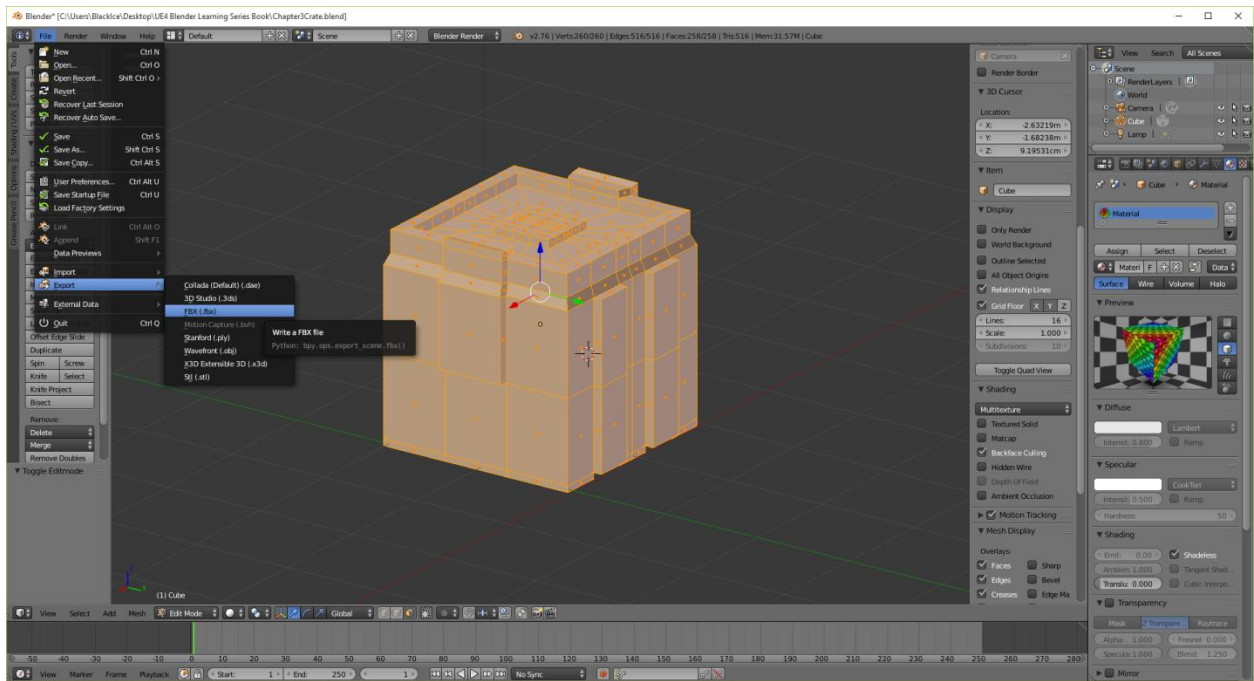 Blender* [C:\Users\BlackIce\Desktop\UE4 Blender Learning Series Book\Chapter3Crate.blend]
File Render Window Help Default Scene Blender Render v2.76 | Verts:260/260 | Edges:516/516 | Faces:258/258 | Tris:516 | Mem:31.57M | Cube
Tools
Create
Shading / UVs
Options
Grease Pencil
New Ctrl N
Open... Ctrl O
Open Recent... Shift Ctrl O
Revert
Recover Last Session
Recover Auto Save...
Save Ctrl S
Save As... Shift Ctrl S
Save Copy... Ctrl Alt S
User Preferences... Ctrl Alt U
Save Startup File Ctrl U
Load Factory Settings
Link Ctrl Alt O
Append Shift F1
Data Previews
Import
Export
External Data
Quit Ctrl Q
Collada (Default) (.dae)
3D Studio (.3ds)
FBX (.fbx)
Motion Capture (.bvh)
Stanford (.ply)
Wavefront (.obj)
X3D Extensible 3D (.x3d)
Stl (.stl)
Write a FBX file
Python: bpy.ops.export_scene.fbx()
Offset Edge Slide
Duplicate
Spin Screw
Knife Select
Knife Project
Bisect
Remove:
Delete
Merge
Remove Doubles
Toggle Editmode
(1) Cube
Camera
Render Border
3D Cursor
Location:
X: -2.63219m
Y: -1.68238m
Z: 9.19531cm
Item
Cube
Display
Only Render
World Background
Outline Selected
All Object Origins
Relationship Lines
Grid Floor X Y Z
Lines: 16
Scale: 1.000
Subdivisions: 10
Toggle Quad View
Shading
Multitexture
Textured Solid
Matcap
Backface Culling
Hidden Wire
Depth Of Field
Ambient Occlusion
Motion Tracking
Mesh Display
Overlays:
Faces Sharp
Edges Bevel
Creases Edge Ma
View Search All Scenes
Scene
RenderLayers
World
Camera
Cube
Lamp
Cube Material
Material
Assign Select Deselect
Materi F Data
Surface Wire Volume Halo
Preview
Diffuse
Lambert
Intensit: 0.800 Ramp
Specular
CookTorr
Intensit: 0.500 Ramp
Hardness: 50
Shading
Emit: 0.00 Shadeless
Ambien: 1.000 Tangent Shad...
Translu: 0.000 Cubic Interpo...
Transparency
Mask Z Transpare... Raytrace
Alpha: 1.000 Fresnel: 0.000
Specula: 1.000 Blend: 1.250
Mirror
View Select Add Mesh Edit Mode Global
-50 -40 -30 -20 -10 0 10 20 30 40 50 60 70 80 90 100 110 120 130 140 150 160 170 180 190 200 210 220 230 240 250 260 270 280
View Marker Frame Playback Start: 1 End: 250 1 No Sync